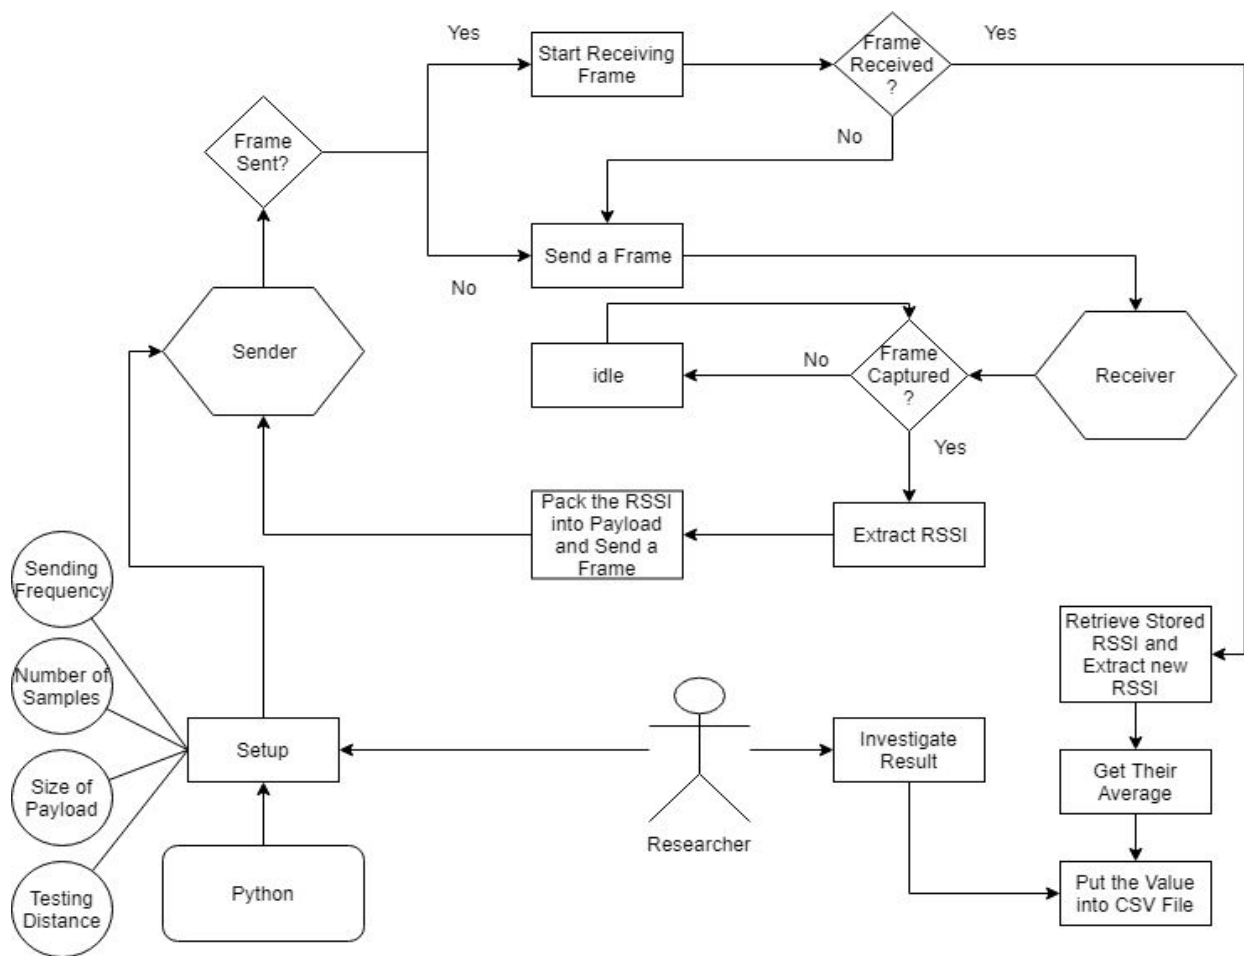 Yes
Start Receiving
Frame
Frame
Received
?
Yes
No
Frame
Sent?
Send a Frame
No
Sender
idle
No
Frame
Captured
?
Receiver
Yes
Pack the RSSI
into Payload
and Send a
Frame
Extract RSSI
Sending
Frequency
Number of
Samples
Size of
Payload
Testing
Distance
Setup
Python
Researcher
Investigate
Result
Retrieve Stored
RSSI and
Extract new
RSSI
Get Their
Average
Put the Value
into CSV File